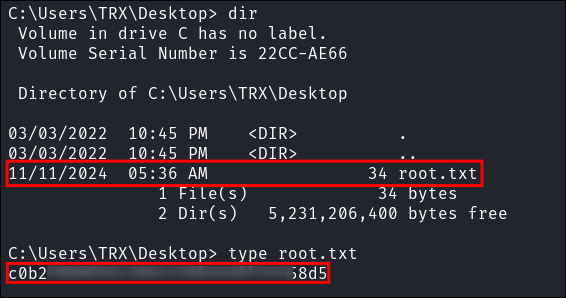 C:\Users\TRX\Desktop> dir
Volume in drive C has no label.
Volume Serial Number is 22CC-AE66
Directory of C:\Users\TRX\Desktop
03/03/2022 10:45 PM <DIR> .
03/03/2022 10:45 PM <DIR> ..
11/11/2024 05:36 AM 34 root.txt
1 File(s) 34 bytes
2 Dir(s) 5,231,206,400 bytes free
C:\Users\TRX\Desktop> type root.txt
c0b2 58d5